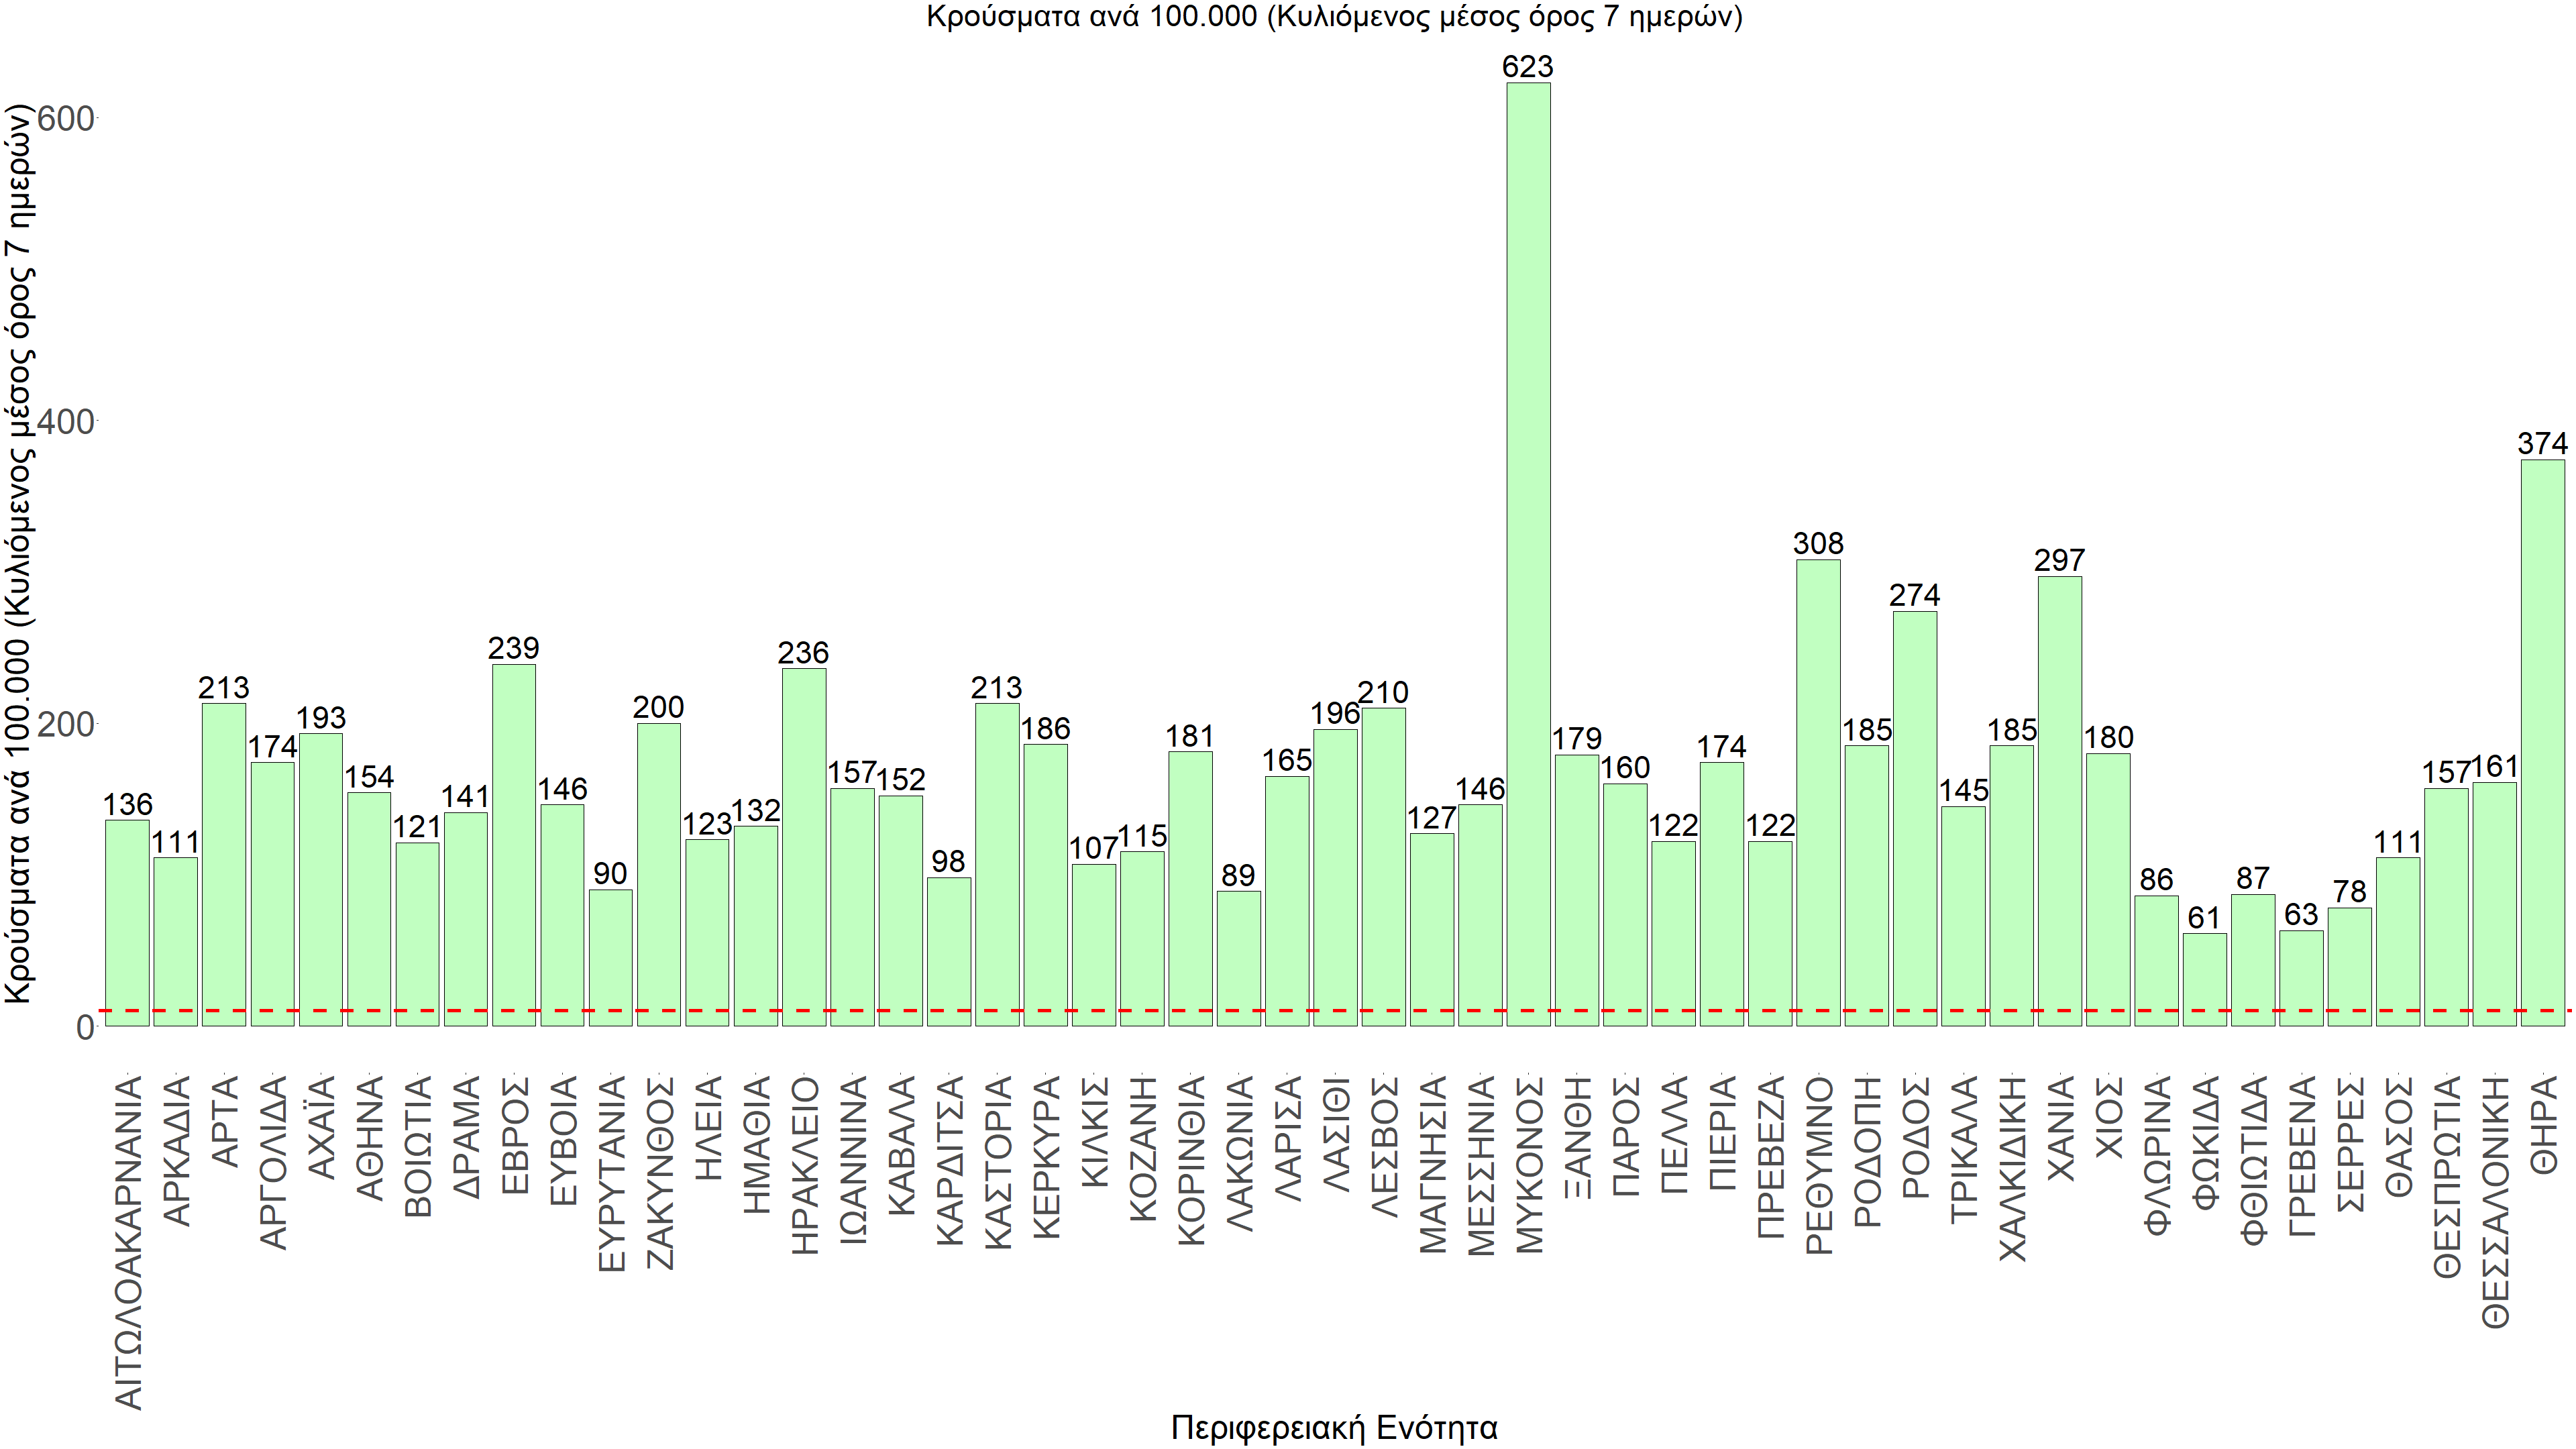 Κρούσματα ανά 100.000 (Κυλιόμενος μέσος όρος 7 ημερών)
Κρούσματα ανά 100.000 (Κυλιόμενος μέσος όρος 7 ημερών)
600
400
200
0
136
111
213
174
193
154
121
141
239
146
90
200
123
132
236
157
152
98
213
186
107
115
181
89
165
196
210
127
146
623
179
160
122
174
122
308
185
274
145
185
297
180
86
61
87
63
78
111
157
161
374
ΑΙΤΩΛΟΑΚΑΡΝΑΝΙΑ
ΑΡΚΑΔΙΑ
ΑΡΤΑ
ΑΡΓΟΛΙΔΑ
ΑΧΑΪΑ
ΑΘΗΝΑ
ΒΟΙΩΤΙΑ
ΔΡΑΜΑ
ΕΒΡΟΣ
ΕΥΒΟΙΑ
ΕΥΡΥΤΑΝΙΑ
ΖΑΚΥΝΘΟΣ
ΗΛΕΙΑ
ΗΜΑΘΙΑ
ΗΡΑΚΛΕΙΟ
ΙΩΑΝΝΙΝΑ
ΚΑΒΑΛΑ
ΚΑΡΔΙΤΣΑ
ΚΑΣΤΟΡΙΑ
ΚΕΡΚΥΡΑ
ΚΙΛΚΙΣ
ΚΟΖΑΝΗ
ΚΟΡΙΝΘΙΑ
ΛΑΚΩΝΙΑ
ΛΑΡΙΣΑ
ΛΑΣΙΘΙ
ΛΕΣΒΟΣ
ΜΑΓΝΗΣΙΑ
ΜΕΣΣΗΝΙΑ
ΜΥΚΟΝΟΣ
ΞΑΝΘΗ
ΠΑΡΟΣ
ΠΕΛΛΑ
ΠΙΕΡΙΑ
ΠΡΕΒΕΖΑ
ΡΕΘΥΜΝΟ
ΡΟΔΟΠΗ
ΡΟΔΟΣ
ΤΡΙΚΑΛΑ
ΧΑΛΚΙΔΙΚΗ
ΧΑΝΙΑ
ΧΙΟΣ
ΦΛΩΡΙΝΑ
ΦΩΚΙΔΑ
ΦΘΙΩΤΙΔΑ
ΓΡΕΒΕΝΑ
ΣΕΡΡΕΣ
ΘΑΣΟΣ
ΘΕΣΠΡΩΤΙΑ
ΘΕΣΣΑΛΟΝΙΚΗ
ΘΗΡΑ
Περιφερειακή Ενότητα